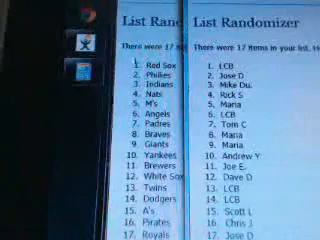 List Rand
There were 17 it
1. Red Sox
2. Phillies
3. Indians
4. Nats
5. M's
6. Angels
7. Padres
8. Braves
9. Giants
10. Yankees
11. Brewers
12. White Sox
13. Twins
14. Dodgers
15. A's
16. Pirates
17. Royals
List Randomizer
There were 17 items in your list. H
1. LCB
2. Jose D
3. Mike Du.
4. Rick S
5. Maria
6. LCB
7. Tom C
8. Maria
9. Maria
10. Andrew Y
11. Joe E.
12. Dave D
13. LCB
14. LCB
15. Scott L
16. Chris J
17. Jose D